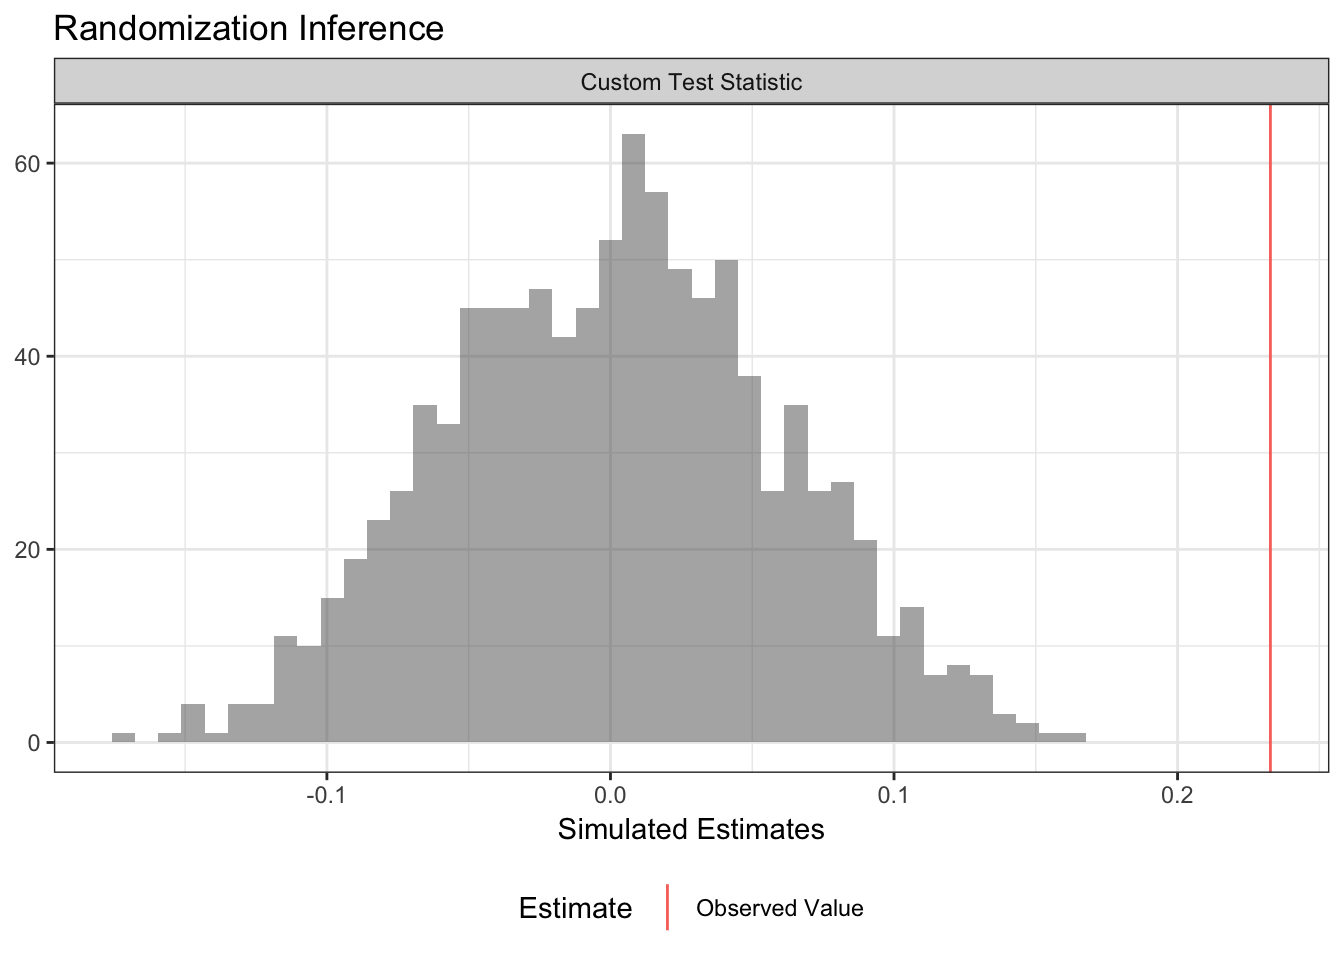 Randomization Inference
Custom Test Statistic
60
40
20
0
-0.1 0.0 0.1 0.2
Simulated Estimates
Estimate Observed Value